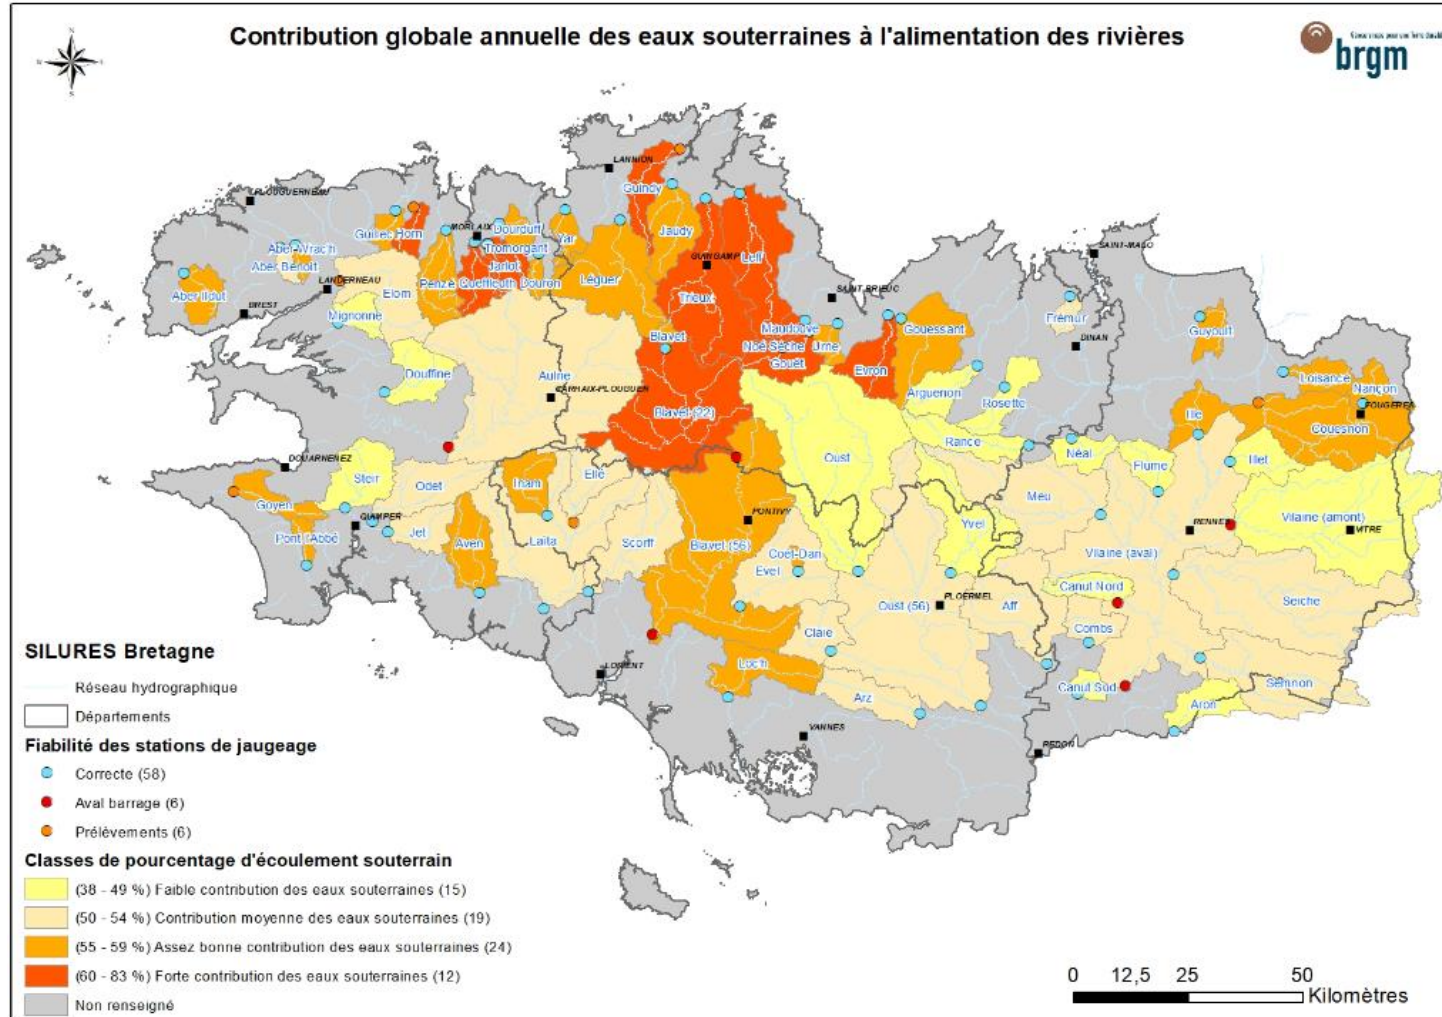 Contribution globale annuelle des eaux souterraines à l'alimentation des rivières
brgm
N
S
LANNION
PLOUGUERNEAU
Guindy
MORLAIX
Guillec
Horn
Dourduff
Yar
Jaudy
SAINT-MALO
Aber Wrac'h
Tromorgant
GUINGAMP
Leff
Aber Benoît
Jarlot
LANDERNEAU
Penzé
Queffleuth
Douron
Léguer
Aber Ildut
Elorn
Trieux
SAINT-BRIEUC
BREST
Mignonne
Frémur
Guyoult
Blavet
Maudouve
Gouessant
Noë Sèche
Urne
DINAN
Gouet
Evron
Loisance
Douffine
Aulne
Nançon
CARHAIX-PLOUGUER
Arguenon
Rosette
Blavet (22)
Ille
FOUGERES
Couesnon
Rance
Oust
Néal
Flume
Illet
DOUARNENEZ
Steir
Odet
Inam
Ellé
Meu
Goyen
QUIMPER
PONTIVY
Yvel
Vilaine (amont)
RENNES
VITRE
Pont l'Abbé
Jet
Aven
Laïta
Scorff
Blavet (56)
Coët-Dan
Evel
Vilaine (aval)
Canut Nord
Oust (56)
PLOERMEL
Aff
Seiche
Combs
Claie
Loc'h
LORIENT
Canut Sud
Semnon
Arz
Aron
VANNES
REDON
SILURES Bretagne
Réseau hydrographique
Départements
Fiabilité des stations de jaugeage
Correcte (58)
Aval barrage (6)
Prélèvements (6)
Classes de pourcentage d'écoulement souterrain
(38 - 49 %) Faible contribution des eaux souterraines (15)
(50 - 54 %) Contribution moyenne des eaux souterraines (19)
(55 - 59 %) Assez bonne contribution des eaux souterraines (24)
(60 - 83 %) Forte contribution des eaux souterraines (12)
Non renseigné
0 12,5 25 50
Kilomètres